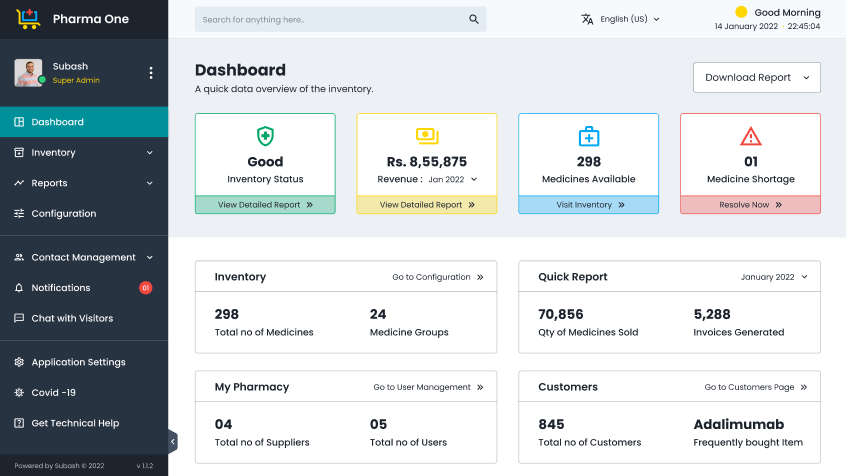 Pharma One
Search for anything here..
English (US)
Good Morning
14 January 2022 · 22:45:04
Subash
Super Admin
Dashboard
Inventory
Reports
Configuration
Contact Management
Notifications
01
Chat with Visitors
Application Settings
Covid -19
Get Technical Help
Powered by Subash © 2022
v 1.1.2
Dashboard
A quick data overview of the inventory.
Download Report
Good
Inventory Status
View Detailed Report »
Rs. 8,55,875
Revenue : Jan 2022
View Detailed Report »
298
Medicines Available
Visit Inventory »
01
Medicine Shortage
Resolve Now »
Inventory
Go to Configuration »
298
Total no of Medicines
24
Medicine Groups
Quick Report
January 2022
70,856
Qty of Medicines Sold
5,288
Invoices Generated
My Pharmacy
Go to User Management »
04
Total no of Suppliers
05
Total no of Users
Customers
Go to Customers Page »
845
Total no of Customers
Adalimumab
Frequently bought Item